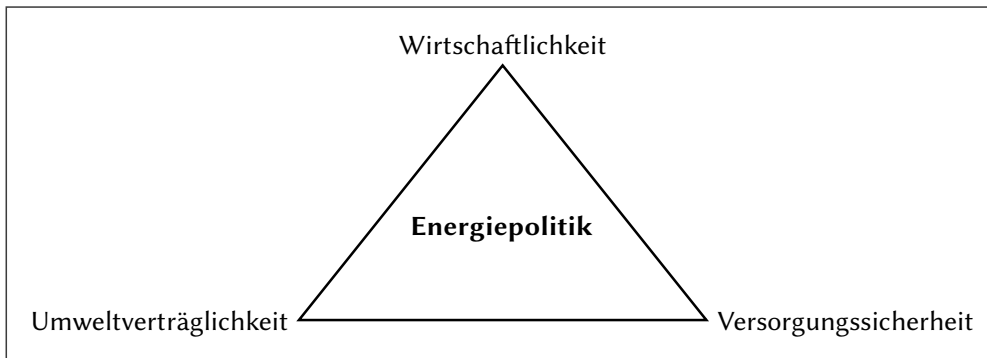 Wirtschaftlichkeit
Energiepolitik
Umweltverträglichkeit
Versorgungssicherheit